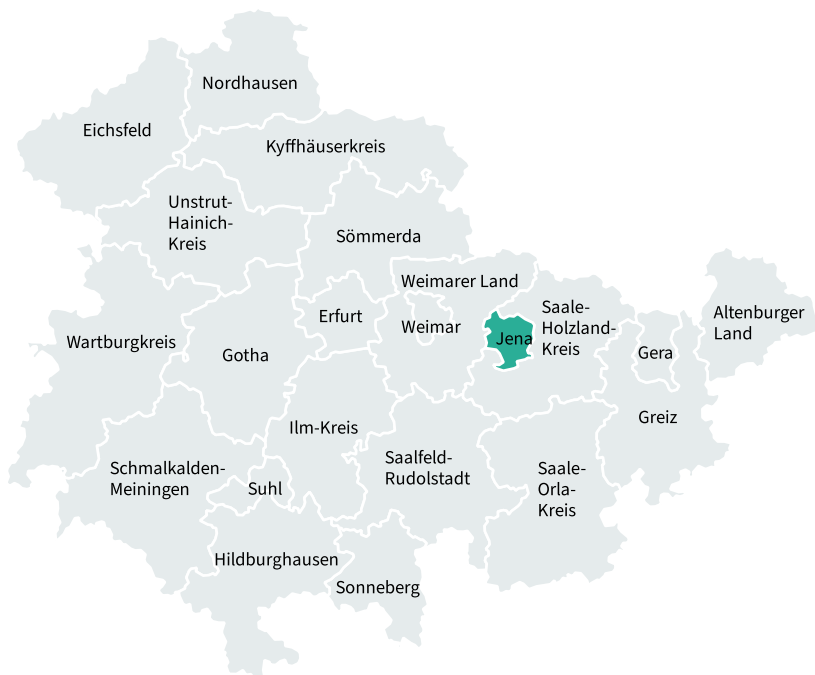 Nordhausen
Eichsfeld
Kyffhäuserkreis
Unstrut-
Hainich-
Kreis
Sömmerda
Weimarer Land
Saale-
Holzland-
Kreis
Altenburger
Land
Erfurt
Weimar
Jena
Wartburgkreis
Gotha
Gera
Greiz
Ilm-Kreis
Schmalkalden-
Meiningen
Suhl
Saalfeld-
Rudolstadt
Saale-
Orla-
Kreis
Hildburghausen
Sonneberg